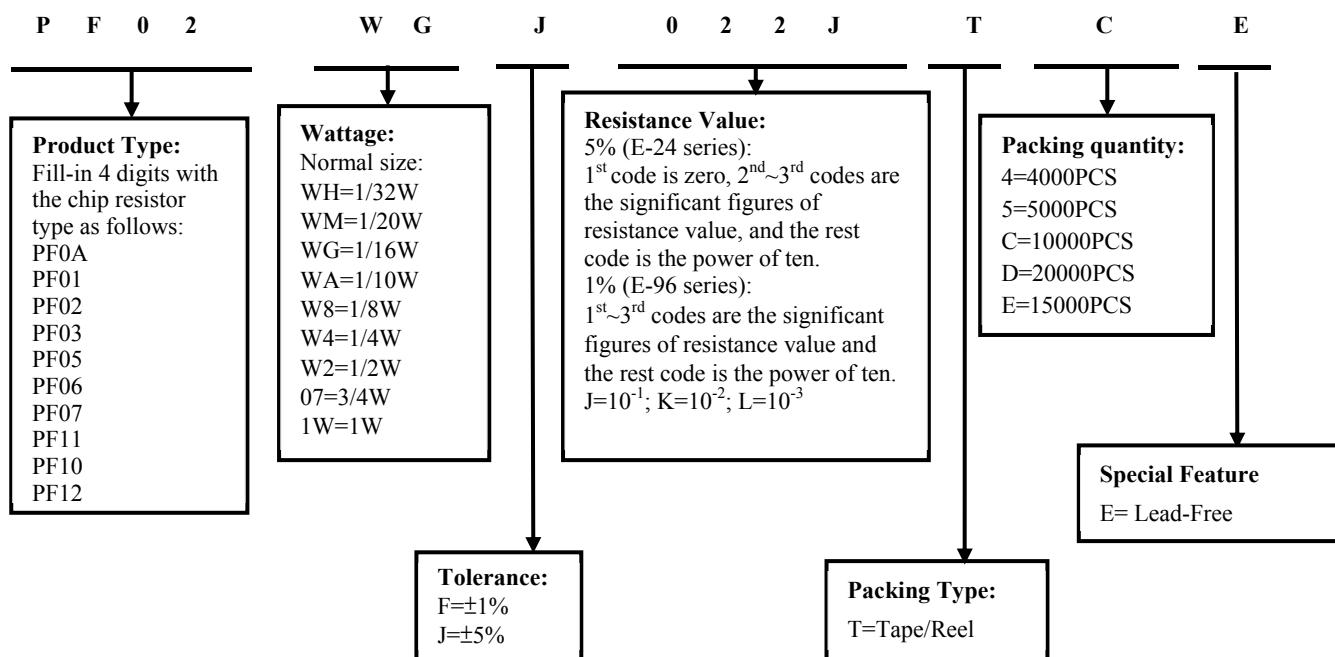 P F 0 2 W G J 0 2 2 J T C E
Product Type:
Fill-in 4 digits with
the chip resistor
type as follows:
PF0A
PF01
PF02
PF03
PF05
PF06
PF07
PF11
PF10
PF12
Wattage:
Normal size:
WH=1/32W
WM=1/20W
WG=1/16W
WA=1/10W
W8=1/8W
W4=1/4W
W2=1/2W
07=3/4W
1W=1W
Tolerance:
F=±1%
J=±5%
Resistance Value:
5% (E-24 series):
1st code is zero, 2nd~3rd codes are
the significant figures of
resistance value, and the rest
code is the power of ten.
1% (E-96 series):
1st~3rd codes are the significant
figures of resistance value and
the rest code is the power of ten.
J=10-1; K=10-2; L=10-3
Packing Type:
T=Tape/Reel
Packing quantity:
4=4000PCS
5=5000PCS
C=10000PCS
D=20000PCS
E=15000PCS
Special Feature
E= Lead-Free